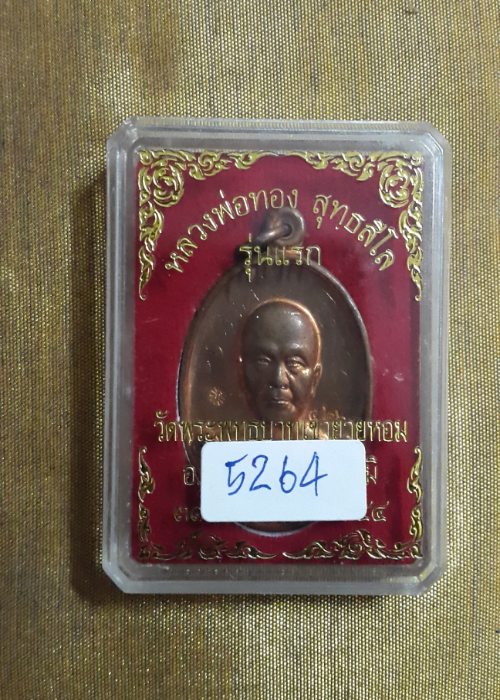 หลวงพ่อทอง สุทธสีโล
รุ่นแรก
วัดพระพุทธบาทเขายายหอม
5264